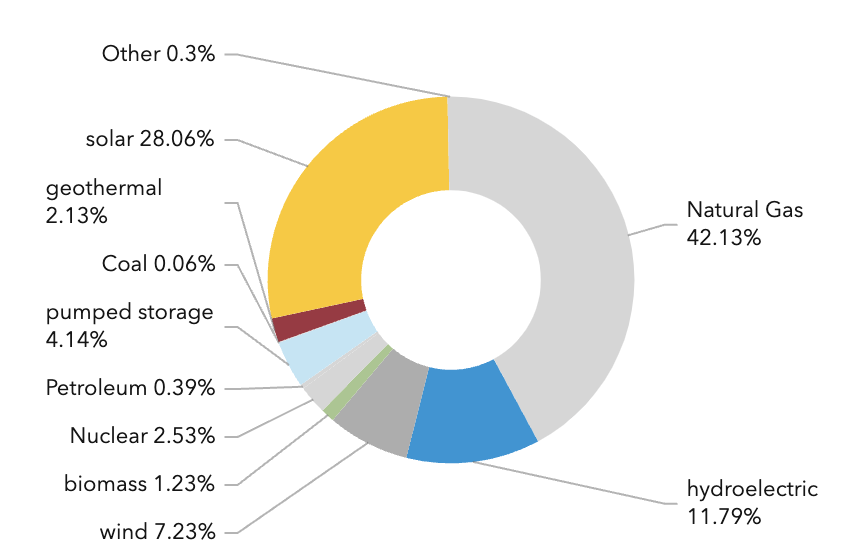 Other 0.3%
solar 28.06%
geothermal
2.13%
Coal 0.06%
pumped storage
4.14%
Petroleum 0.39%
Nuclear 2.53%
biomass 1.23%
wind 7.23%
Natural Gas
42.13%
hydroelectric
11.79%